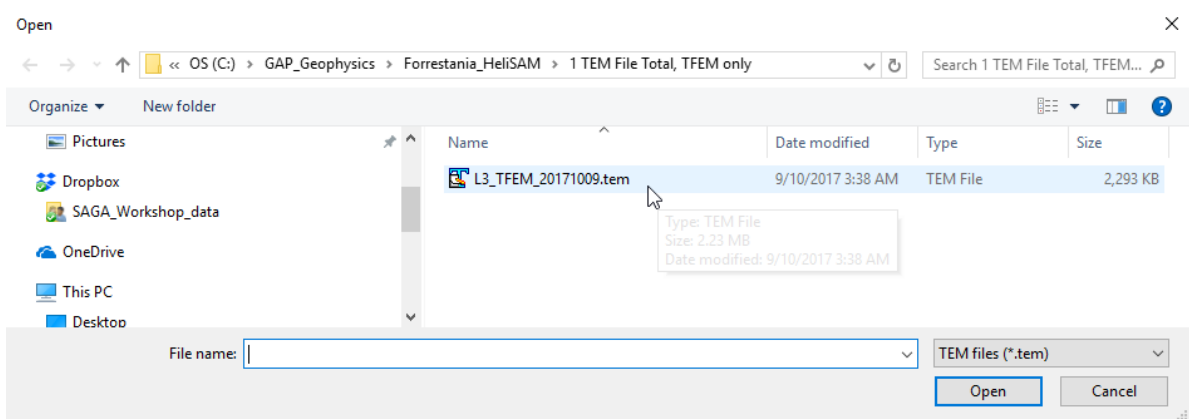 Open
« OS (C:) > GAP_Geophysics > Forrestania_HeliSAM > 1 TEM File Total, TFEM only
Search 1 TEM File Total, TFEM...
Organize New folder
Pictures
Dropbox
SAGA_Workshop_data
OneDrive
This PC
Desktop
Name Date modified Type Size
L3_TFEM_20171009.tem 9/10/2017 3:38 AM TEM File 2,293 KB
Type: TEM File
Size: 2.23 MB
Date modified: 9/10/2017 3:38 AM
File name: TEM files (*.tem)
Open Cancel